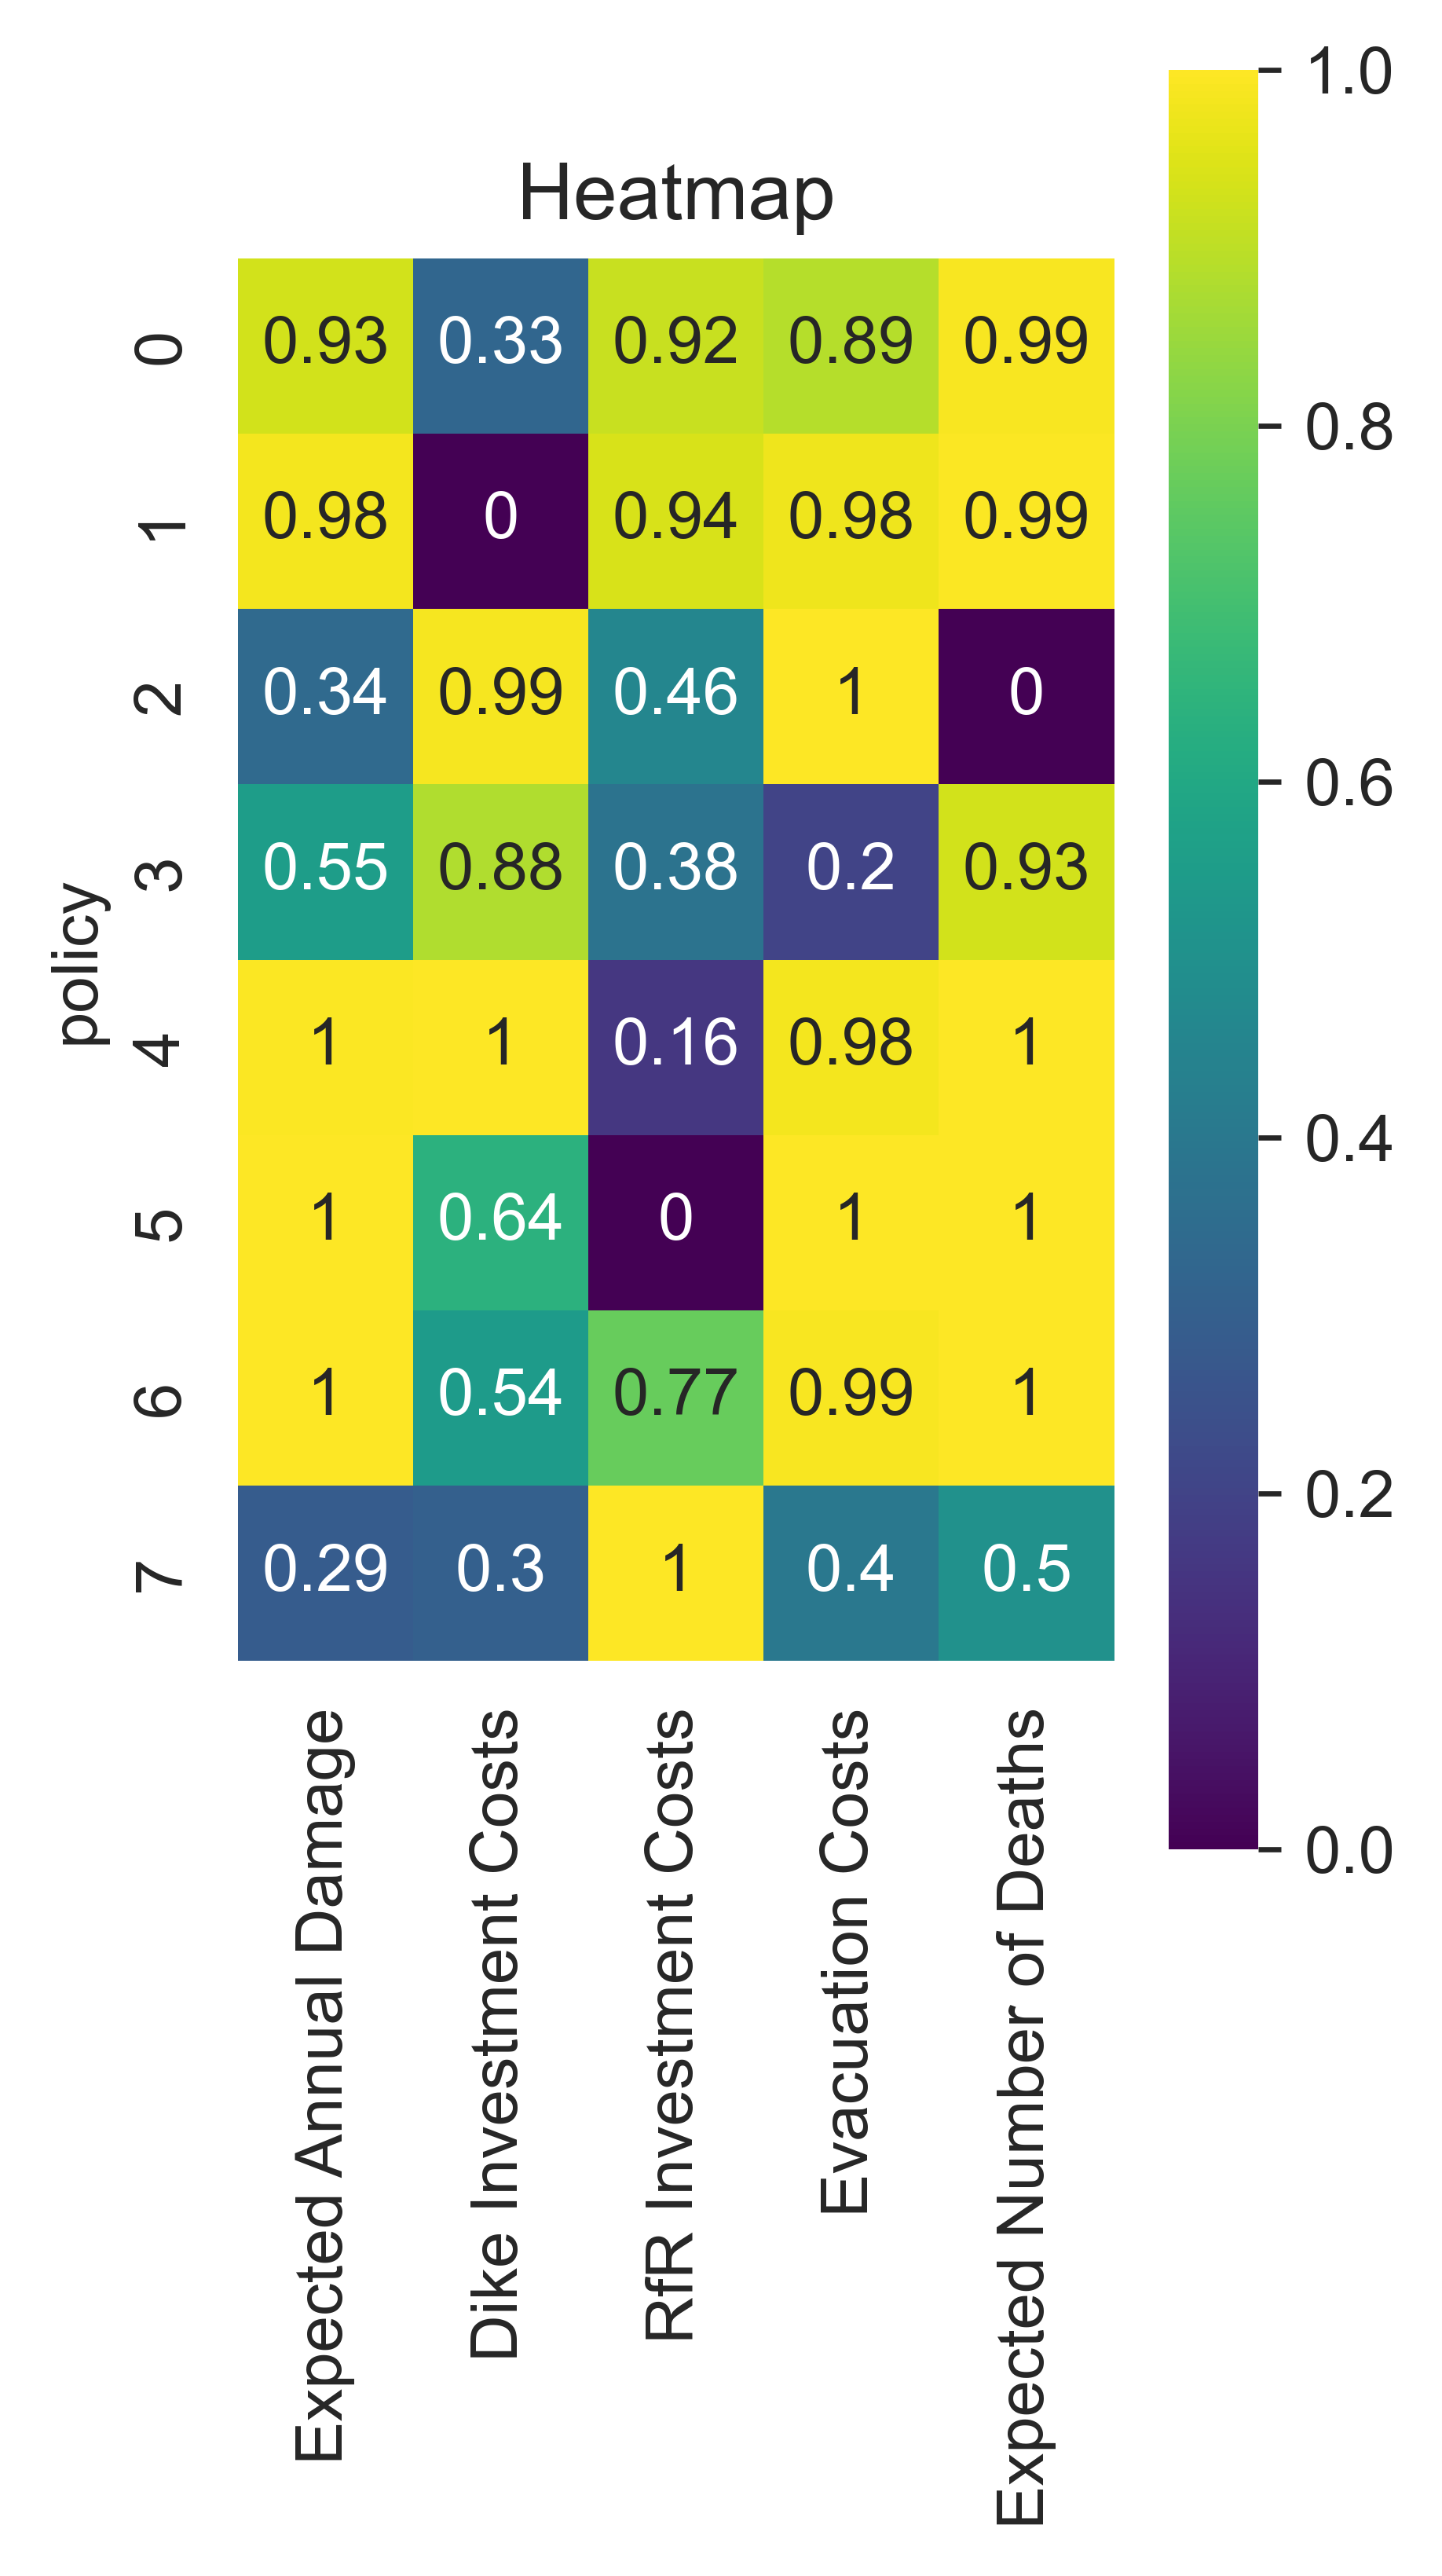 Heatmap
1.0
0.8
0.6
0.4
0.2
0.0
policy
0 0.93 0.33 0.92 0.89 0.99
1 0.98 0 0.94 0.98 0.99
2 0.34 0.99 0.46 1 0
3 0.55 0.88 0.38 0.2 0.93
4 1 1 0.16 0.98 1
5 1 0.64 0 1 1
6 1 0.54 0.77 0.99 1
7 0.29 0.3 1 0.4 0.5
Expected Annual Damage
Dike Investment Costs
RfR Investment Costs
Evacuation Costs
Expected Number of Deaths